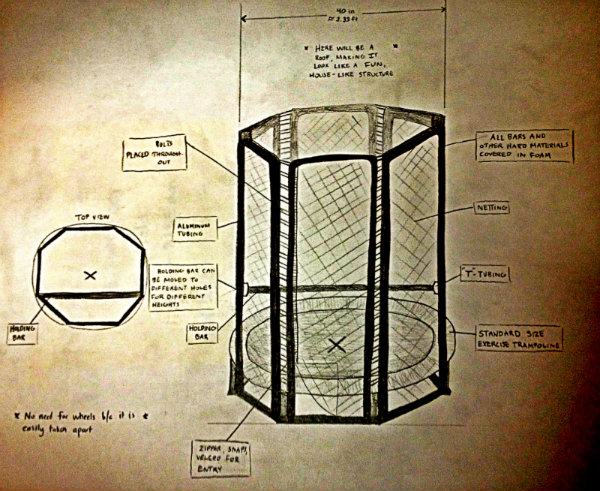 40 in
≈ 3.33 ft
* HERE WILL BE A *
ROOF, MAKING IT
LOOK LIKE A FUN,
HOUSE-LIKE STRUCTURE
BOLTS
PLACED THROUGH-
OUT
ALL BARS AND
OTHER HARD MATERIALS
COVERED IN FOAM
TOP VIEW
ALUMINUM
TUBING
NETTING
HOLDING BAR CAN
BE MOVED TO
DIFFERENT HOLES
FOR DIFFERENT
HEIGHTS
"T"-TUBING
HOLDING
BAR
HOLDING
BAR
STANDARD SIZE
EXERCISE TRAMPOLINE
* No need for wheels b/c it is *
easily taken apart
ZIPPER, SNAPS,
VELCRO FOR
ENTRY